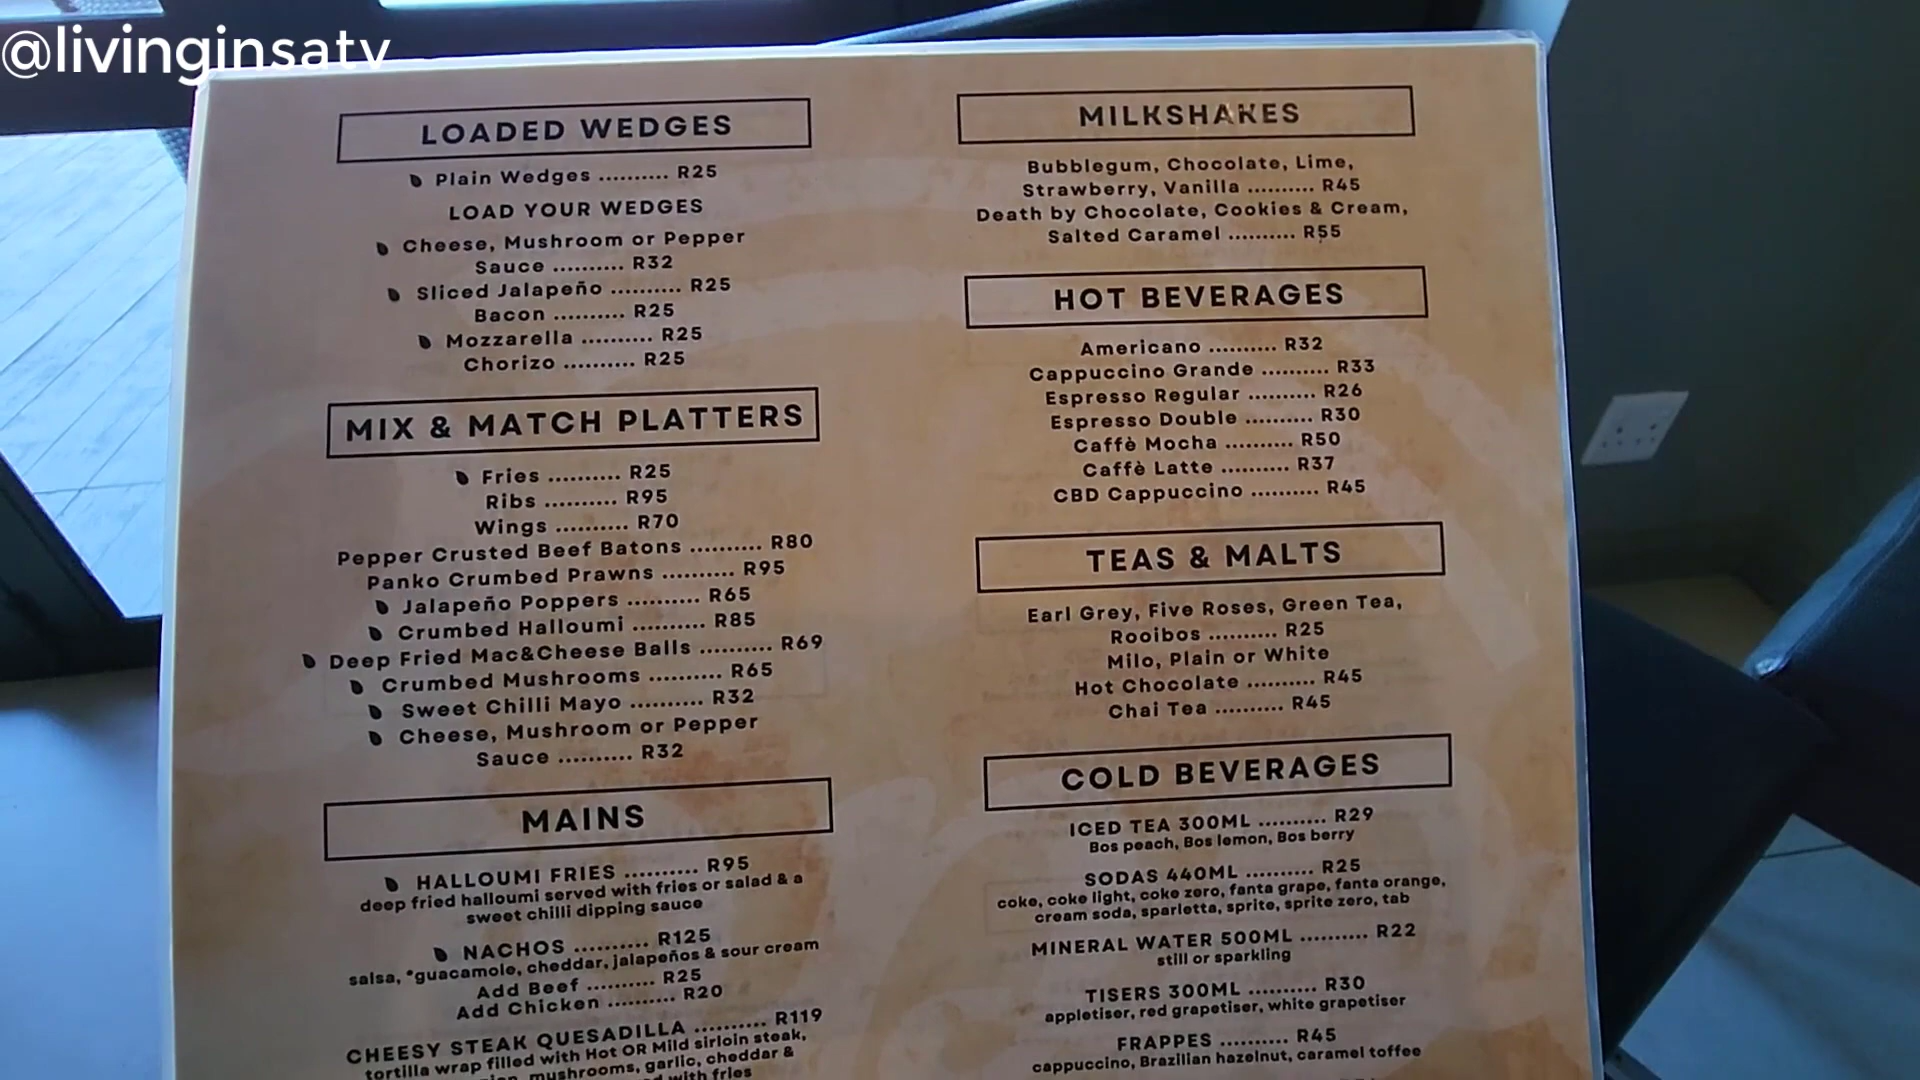 @livinginsatv
LOADED WEDGES
Plain Wedges .......... R25
LOAD YOUR WEDGES
Cheese, Mushroom or Pepper
Sauce .......... R32
Sliced Jalapeño .......... R25
Bacon .......... R25
Mozzarella .......... R25
Chorizo .......... R25
MIX & MATCH PLATTERS
Fries .......... R25
Ribs .......... R95
Wings .......... R70
Pepper Crusted Beef Batons .......... R80
Panko Crumbed Prawns .......... R95
Jalapeño Poppers .......... R65
Crumbed Halloumi .......... R85
Deep Fried Mac&Cheese Balls .......... R69
Crumbed Mushrooms .......... R65
Sweet Chilli Mayo .......... R32
Cheese, Mushroom or Pepper
Sauce .......... R32
MAINS
HALLOUMI FRIES .......... R95
deep fried halloumi served with fries or salad & a
sweet chilli dipping sauce
NACHOS .......... R125
salsa, *guacamole, cheddar, jalapeños & sour cream
Add Beef .......... R25
Add Chicken .......... R20
CHEESY STEAK QUESADILLA .......... R119
tortilla wrap filled with Hot OR Mild sirloin steak,
mushrooms, garlic, cheddar &
with fries
MILKSHAKES
Bubblegum, Chocolate, Lime,
Strawberry, Vanilla .......... R45
Death by Chocolate, Cookies & Cream,
Salted Caramel .......... R55
HOT BEVERAGES
Americano .......... R32
Cappuccino Grande .......... R33
Espresso Regular .......... R26
Espresso Double .......... R30
Caffè Mocha .......... R50
Caffè Latte .......... R37
CBD Cappuccino .......... R45
TEAS & MALTS
Earl Grey, Five Roses, Green Tea,
Rooibos .......... R25
Milo, Plain or White
Hot Chocolate .......... R45
Chai Tea .......... R45
COLD BEVERAGES
ICED TEA 300ML .......... R29
Bos peach, Bos lemon, Bos berry
SODAS 440ML .......... R25
coke, coke light, coke zero, fanta grape, fanta orange,
cream soda, sparletta, sprite, sprite zero, tab
MINERAL WATER 500ML .......... R22
still or sparkling
TISERS 300ML .......... R30
appletiser, red grapetiser, white grapetiser
FRAPPES .......... R45
cappuccino, Brazilian hazelnut, caramel toffee